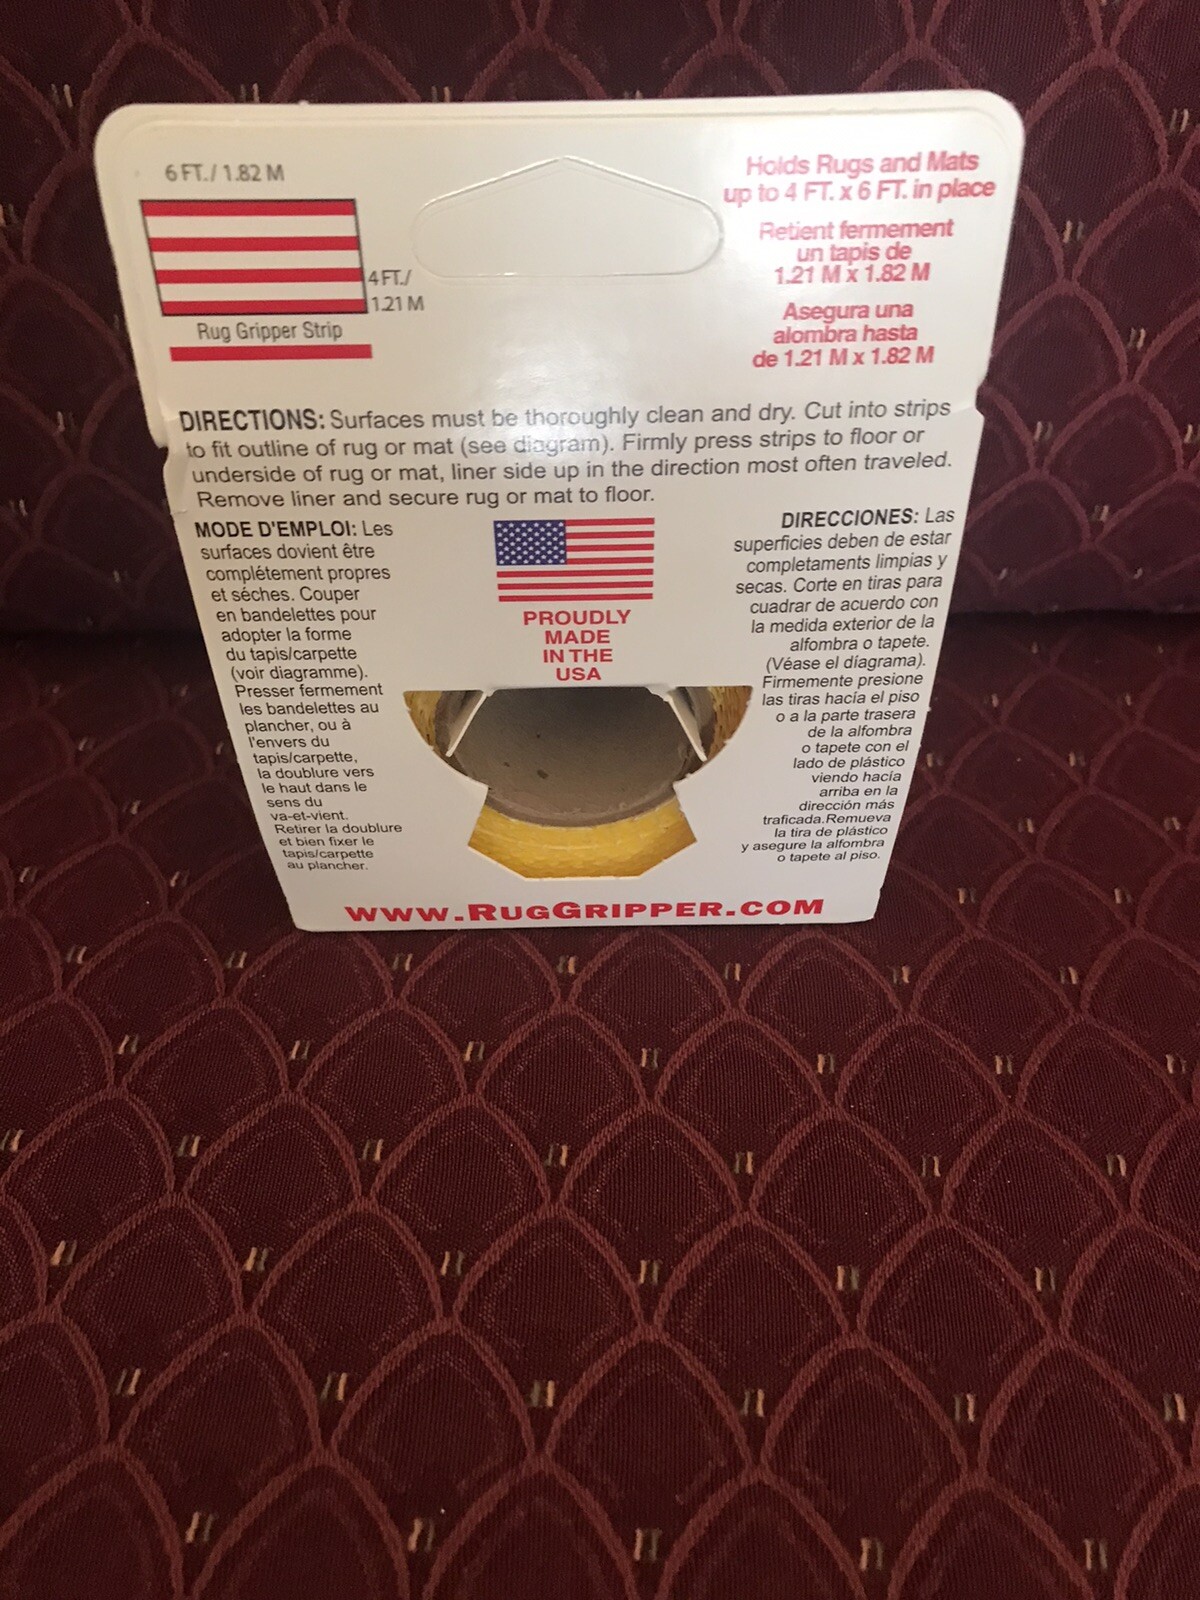 6 FT. / 1.82 M
4 FT./
1.21 M
Rug Gripper Strip
Holds Rugs and Mats
up to 4 FT. x 6 FT. in place
Retient fermement
un tapis de
1.21 M x 1.82 M
Asegura una
alombra hasta
de 1.21 M x 1.82 M
DIRECTIONS: Surfaces must be thoroughly clean and dry. Cut into strips
to fit outline of rug or mat (see diagram). Firmly press strips to floor or
underside of rug or mat, liner side up in the direction most often traveled.
Remove liner and secure rug or mat to floor.
MODE D'EMPLOI: Les
surfaces dovient être
complétement propres
et séches. Couper
en bandelettes pour
adopter la forme
du tapis/carpette
(voir diagramme).
Presser fermement
les bandelettes au
plancher, ou à
l'envers du
tapis/carpette,
la doublure vers
le haut dans le
sens du
va-et-vient.
Retirer la doublure
et bien fixer le
tapis/carpette
au plancher.
PROUDLY
MADE
IN THE
USA
DIRECCIONES: Las
superficies deben de estar
completaments limpias y
secas. Corte en tiras para
cuadrar de acuerdo con
la medida exterior de la
alfombra o tapete.
(Véase el díagrama).
Firmemente presione
las tiras hacía el piso
o a la parte trasera
de la alfombra
o tapete con el
lado de plástico
viendo hacía
arriba en la
dirección más
traficada.Remueva
la tira de plástico
y asegure la alfombra
o tapete al piso.
WWW.RUGGRIPPER.COM